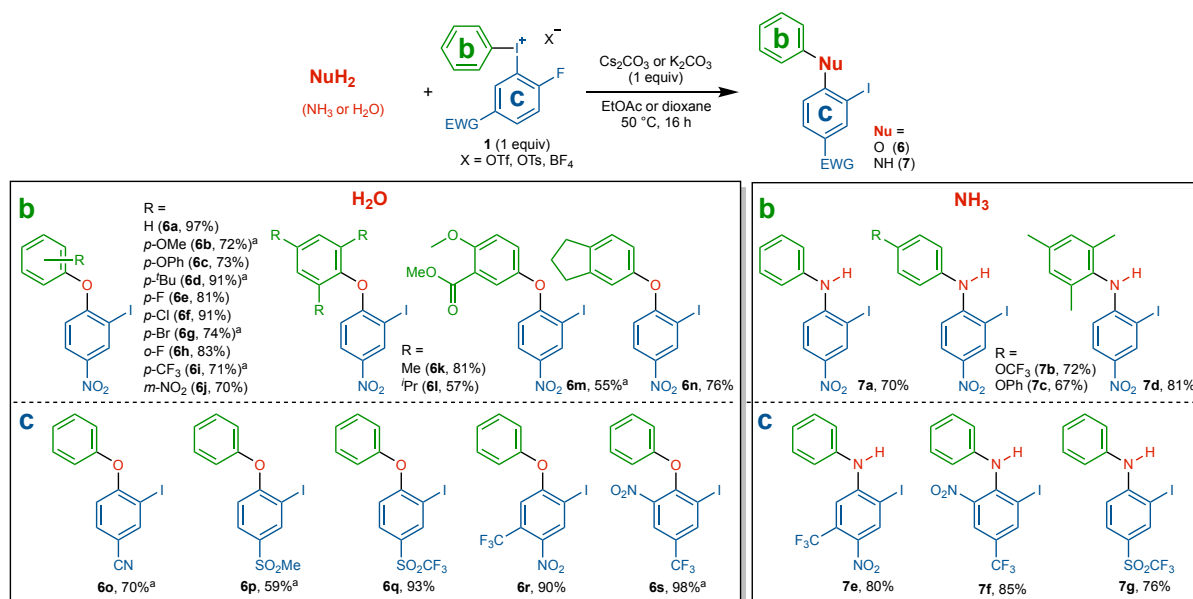 NuH2
(NH3 or H2O)
+
b
I+
X−
F
c
EWG
1 (1 equiv)
X = OTf, OTs, BF4
Cs2CO3 or K2CO3
(1 equiv)
EtOAc or dioxane
50 °C, 16 h
b
Nu
I
c
EWG
Nu =
O (6)
NH (7)
b
H2O
R
O
I
NO2
R =
H (6a, 97%)
p-OMe (6b, 72%)a
p-OPh (6c, 73%)
p-tBu (6d, 91%)a
p-F (6e, 81%)
p-Cl (6f, 91%)
p-Br (6g, 74%)a
o-F (6h, 83%)
p-CF3 (6i, 71%)a
m-NO2 (6j, 70%)
R
R
R
O
I
NO2
R =
Me (6k, 81%)
iPr (6l, 57%)
O
MeO
O
O
I
NO2
6m, 55%a
O
I
NO2
6n, 76%
c
O
I
CN
6o, 70%a
O
I
SO2Me
6p, 59%a
O
I
SO2CF3
6q, 93%
O
I
F3C
NO2
6r, 90%
O
NO2
I
CF3
6s, 98%a
b
NH3
N
H
I
NO2
7a, 70%
R
N
H
I
NO2
R =
OCF3 (7b, 72%)
OPh (7c, 67%)
N
H
I
NO2
7d, 81%
c
N
H
I
F3C
NO2
7e, 80%
N
H
NO2
I
CF3
7f, 85%
N
H
I
SO2CF3
7g, 76%